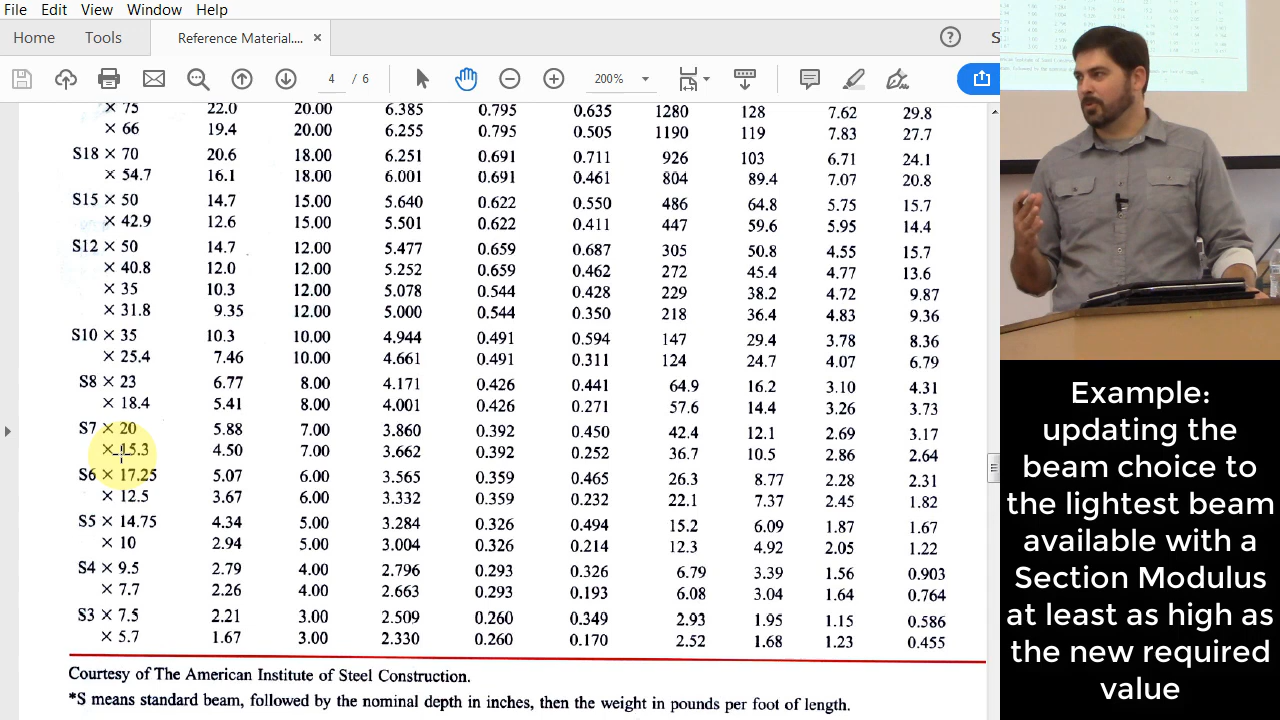 File Edit View Window Help
Home Tools Reference Material.... × ? S
4 / 6 200%
× 75 22.0 20.00 6.385 0.795 0.635 1280 128 7.62 29.8
× 66 19.4 20.00 6.255 0.795 0.505 1190 119 7.83 27.7
S18 × 70 20.6 18.00 6.251 0.691 0.711 926 103 6.71 24.1
× 54.7 16.1 18.00 6.001 0.691 0.461 804 89.4 7.07 20.8
S15 × 50 14.7 15.00 5.640 0.622 0.550 486 64.8 5.75 15.7
× 42.9 12.6 15.00 5.501 0.622 0.411 447 59.6 5.95 14.4
S12 × 50 14.7 12.00 5.477 0.659 0.687 305 50.8 4.55 15.7
× 40.8 12.0 12.00 5.252 0.659 0.462 272 45.4 4.77 13.6
× 35 10.3 12.00 5.078 0.544 0.428 229 38.2 4.72 9.87
× 31.8 9.35 12.00 5.000 0.544 0.350 218 36.4 4.83 9.36
S10 × 35 10.3 10.00 4.944 0.491 0.594 147 29.4 3.78 8.36
× 25.4 7.46 10.00 4.661 0.491 0.311 124 24.7 4.07 6.79
S8 × 23 6.77 8.00 4.171 0.426 0.441 64.9 16.2 3.10 4.31
× 18.4 5.41 8.00 4.001 0.426 0.271 57.6 14.4 3.26 3.73
S7 × 20 5.88 7.00 3.860 0.392 0.450 42.4 12.1 2.69 3.17
× 15.3 4.50 7.00 3.662 0.392 0.252 36.7 10.5 2.86 2.64
S6 × 17.25 5.07 6.00 3.565 0.359 0.465 26.3 8.77 2.28 2.31
× 12.5 3.67 6.00 3.332 0.359 0.232 22.1 7.37 2.45 1.82
S5 × 14.75 4.34 5.00 3.284 0.326 0.494 15.2 6.09 1.87 1.67
× 10 2.94 5.00 3.004 0.326 0.214 12.3 4.92 2.05 1.22
S4 × 9.5 2.79 4.00 2.796 0.293 0.326 6.79 3.39 1.56 0.903
× 7.7 2.26 4.00 2.663 0.293 0.193 6.08 3.04 1.64 0.764
S3 × 7.5 2.21 3.00 2.509 0.260 0.349 2.93 1.95 1.15 0.586
× 5.7 1.67 3.00 2.330 0.260 0.170 2.52 1.68 1.23 0.455
Courtesy of The American Institute of Steel Construction.
*S means standard beam, followed by the nominal depth in inches, then the weight in pounds per foot of length.
Example:
updating the
beam choice to
the lightest beam
available with a
Section Modulus
at least as high as
the new required
value